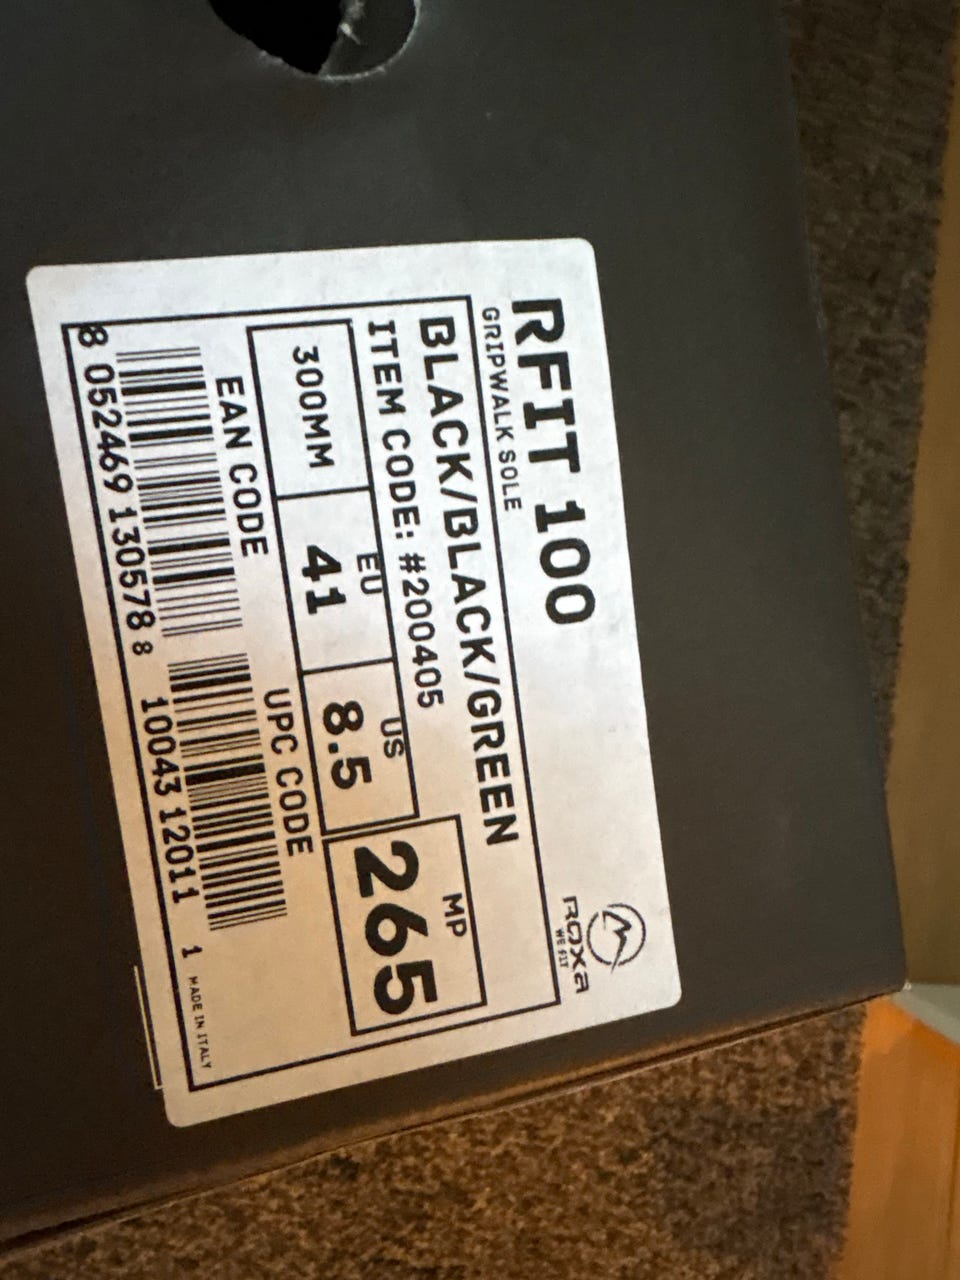 RFIT 100
GRIPWALK SOLE
ROXA
WE FIT
BLACK/BLACK/GREEN
ITEM CODE: #200405
300MM
EU
41
US
8.5
MP
265
EAN CODE
8 052469 130578 8
UPC CODE
10043 12011 1
MADE IN ITALY